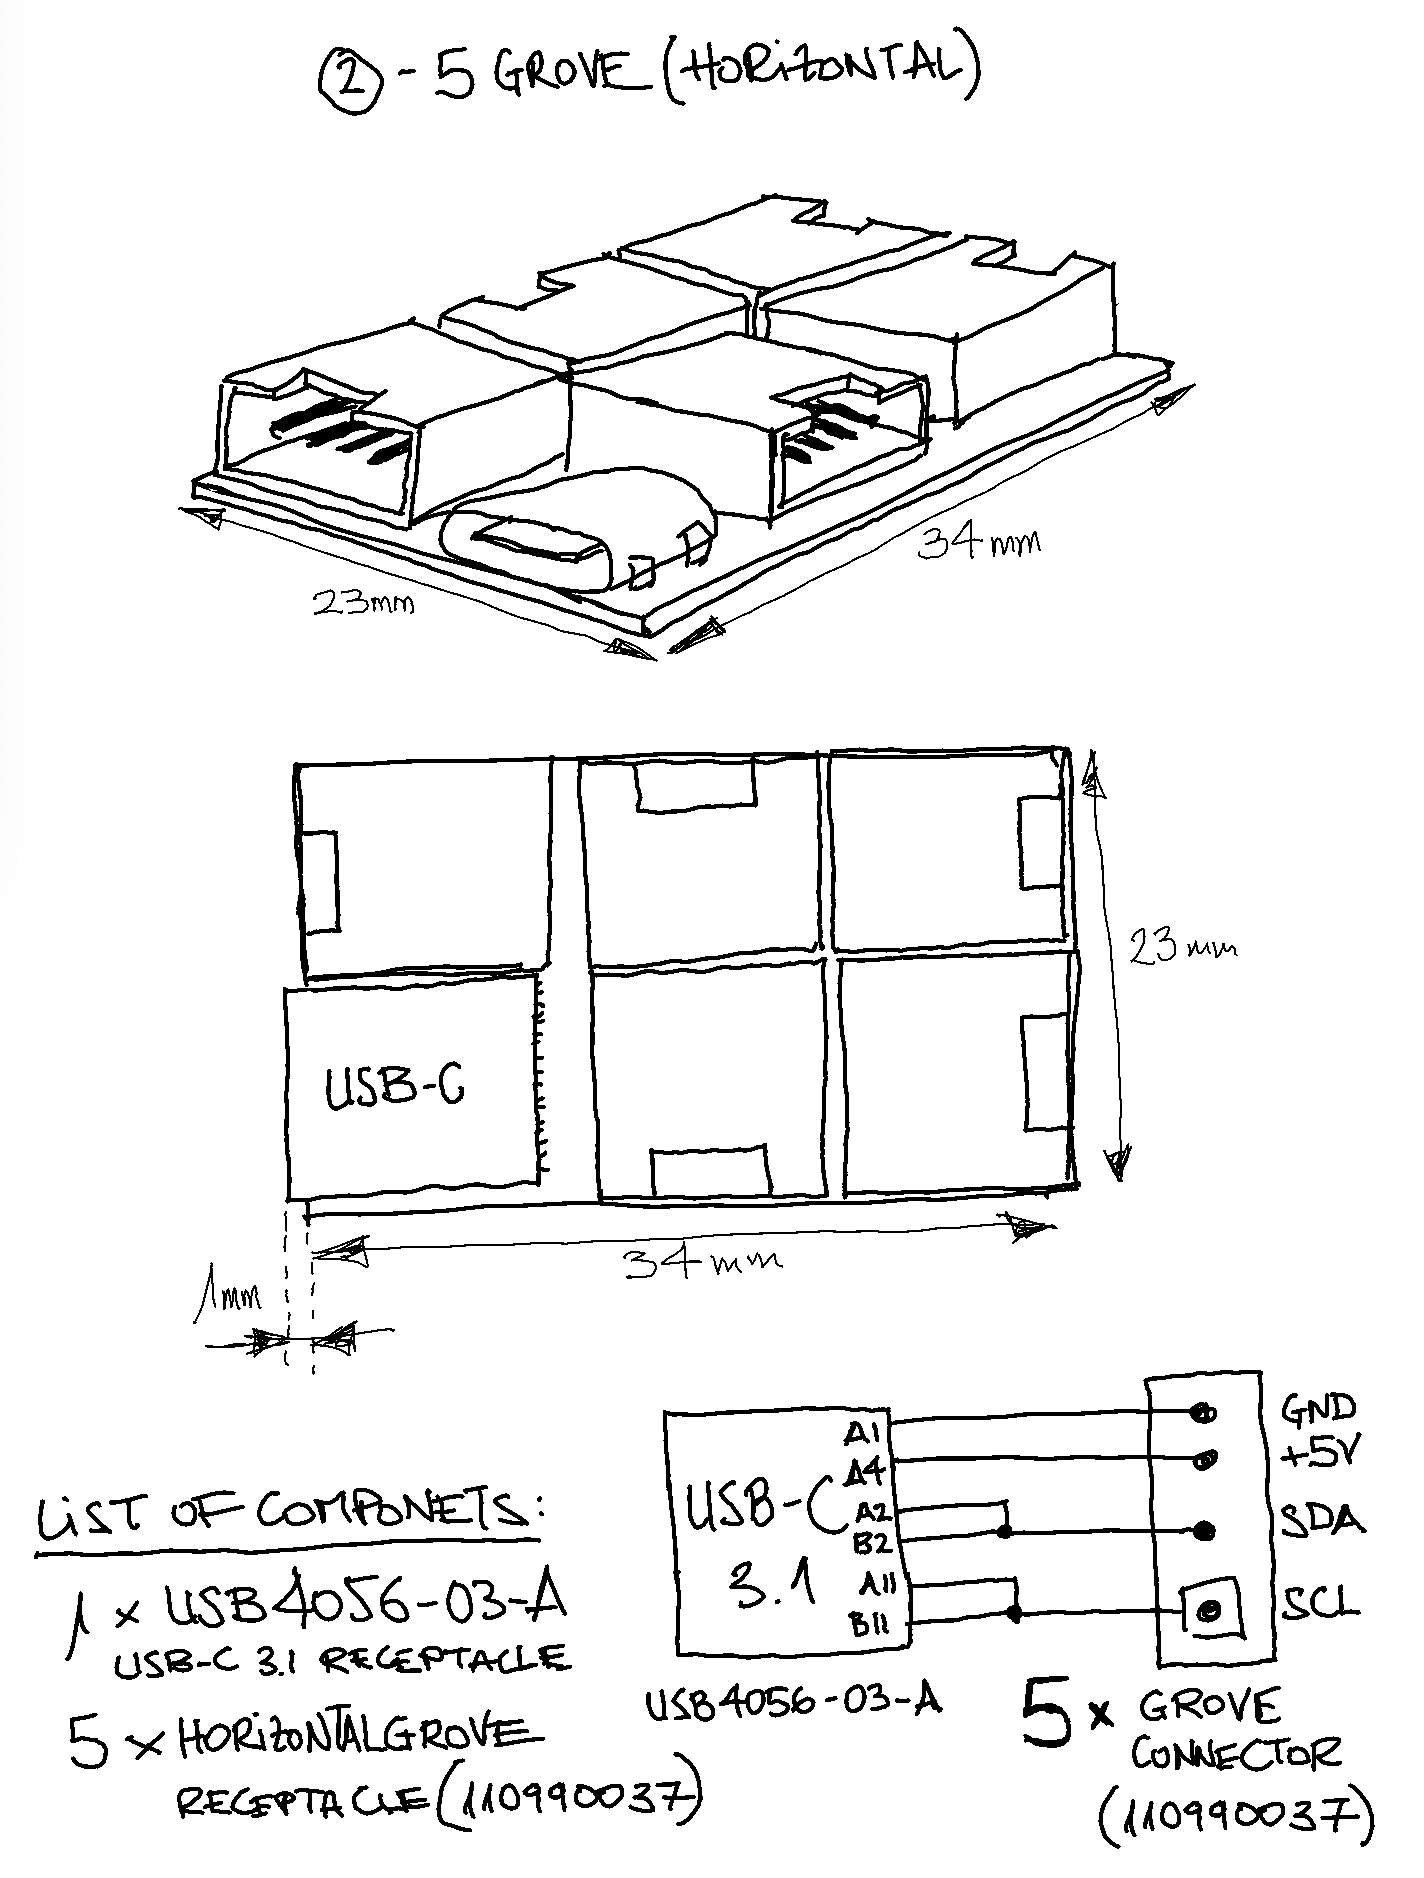 2 - 5 GROVE (HORIZONTAL)
34mm
23mm
23mm
USB-C
34mm
1mm
A1
GND
A4
+5V
LIST OF COMPONETS:
USB-C
A2
B2
SDA
3.1
A11
B11
SCL
1 x USB4056-03-A
USB-C 3.1 RECEPTACLE
USB4056-03-A
5 x GROVE
CONNECTOR
(110990037)
5 x HORIZONTAL GROVE
RECEPTACLE (110990037)